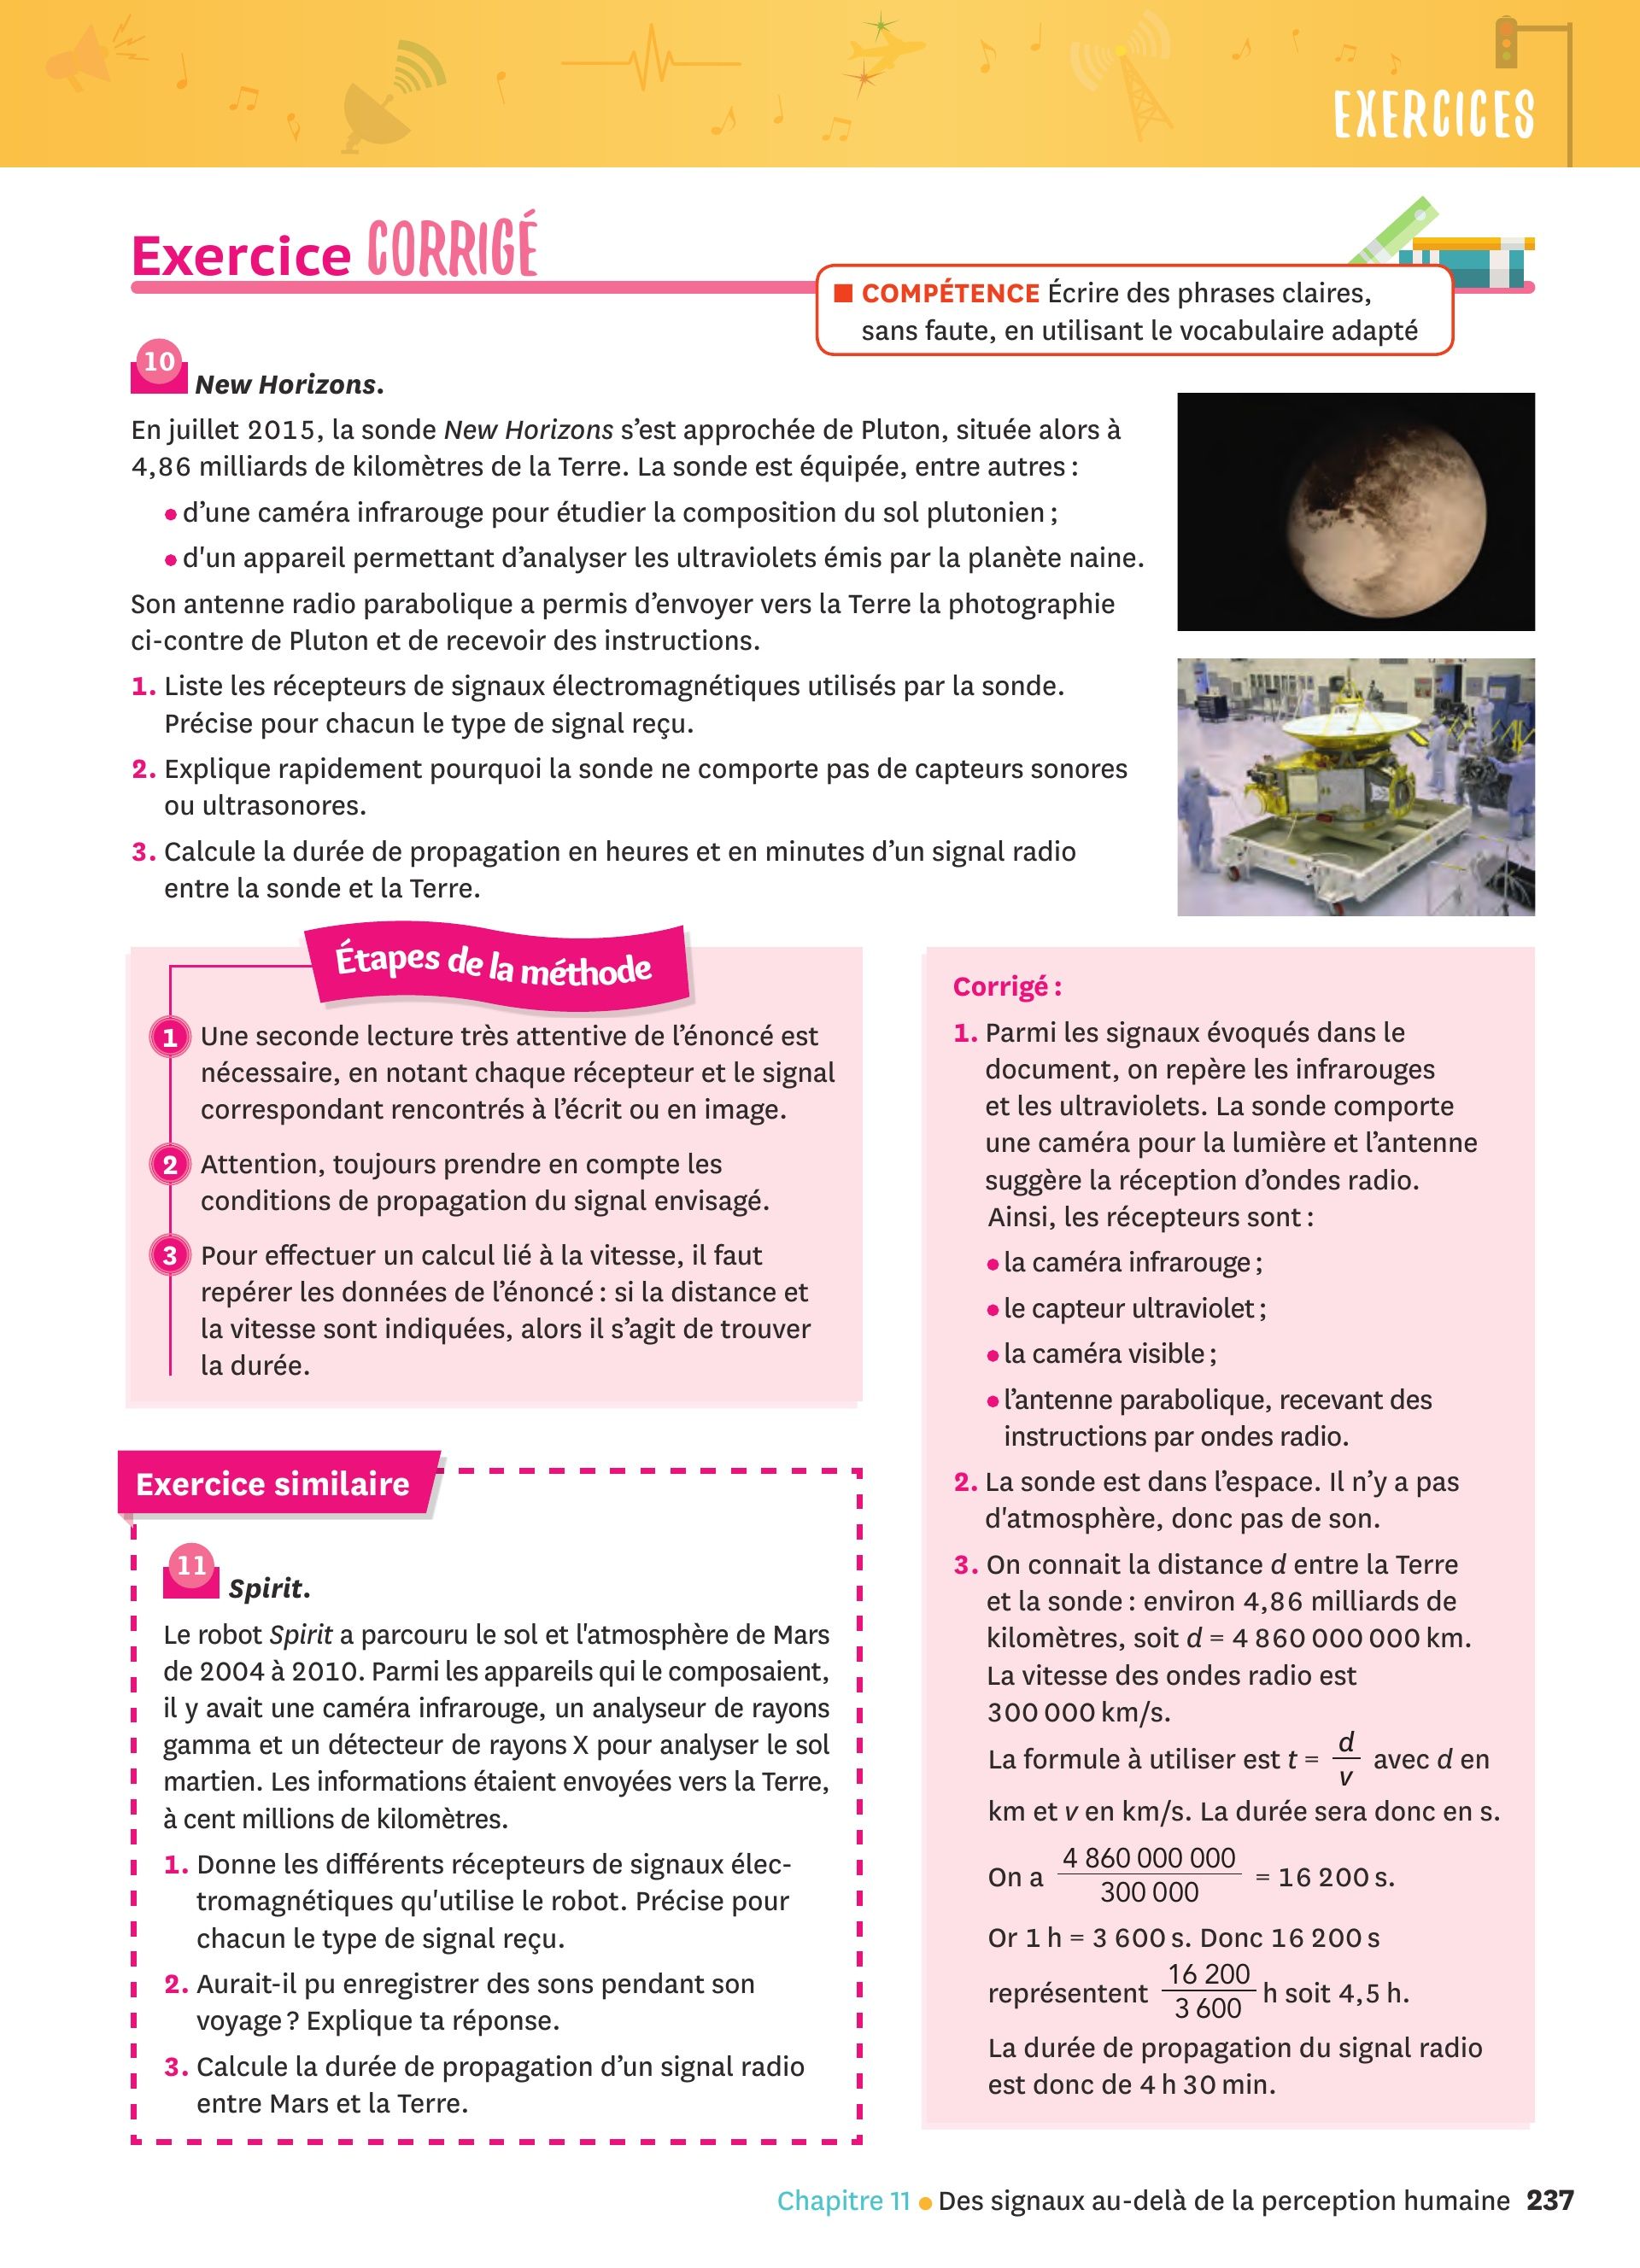 EXERCICES
Exercice CORRIGÉ
COMPÉTENCE Écrire des phrases claires,
sans faute, en utilisant le vocabulaire adapté
10 New Horizons.
En juillet 2015, la sonde New Horizons s’est approchée de Pluton, située alors à
4,86 milliards de kilomètres de la Terre. La sonde est équipée, entre autres :
• d’une caméra infrarouge pour étudier la composition du sol plutonien ;
• d'un appareil permettant d’analyser les ultraviolets émis par la planète naine.
Son antenne radio parabolique a permis d’envoyer vers la Terre la photographie
ci-contre de Pluton et de recevoir des instructions.
1. Liste les récepteurs de signaux électromagnétiques utilisés par la sonde.
Précise pour chacun le type de signal reçu.
2. Explique rapidement pourquoi la sonde ne comporte pas de capteurs sonores
ou ultrasonores.
3. Calcule la durée de propagation en heures et en minutes d’un signal radio
entre la sonde et la Terre.
Étapes de la méthode
1 Une seconde lecture très attentive de l’énoncé est
nécessaire, en notant chaque récepteur et le signal
correspondant rencontrés à l’écrit ou en image.
2 Attention, toujours prendre en compte les
conditions de propagation du signal envisagé.
3 Pour effectuer un calcul lié à la vitesse, il faut
repérer les données de l’énoncé : si la distance et
la vitesse sont indiquées, alors il s’agit de trouver
la durée.
Exercice similaire
11 Spirit.
Le robot Spirit a parcouru le sol et l'atmosphère de Mars
de 2004 à 2010. Parmi les appareils qui le composaient,
il y avait une caméra infrarouge, un analyseur de rayons
gamma et un détecteur de rayons X pour analyser le sol
martien. Les informations étaient envoyées vers la Terre,
à cent millions de kilomètres.
1. Donne les différents récepteurs de signaux élec-
tromagnétiques qu'utilise le robot. Précise pour
chacun le type de signal reçu.
2. Aurait-il pu enregistrer des sons pendant son
voyage ? Explique ta réponse.
3. Calcule la durée de propagation d’un signal radio
entre Mars et la Terre.
Corrigé :
1. Parmi les signaux évoqués dans le
document, on repère les infrarouges
et les ultraviolets. La sonde comporte
une caméra pour la lumière et l’antenne
suggère la réception d’ondes radio.
Ainsi, les récepteurs sont :
• la caméra infrarouge ;
• le capteur ultraviolet ;
• la caméra visible ;
• l’antenne parabolique, recevant des
instructions par ondes radio.
2. La sonde est dans l’espace. Il n’y a pas
d'atmosphère, donc pas de son.
3. On connait la distance d entre la Terre
et la sonde : environ 4,86 milliards de
kilomètres, soit d = 4 860 000 000 km.
La vitesse des ondes radio est
300 000 km/s.
La formule à utiliser est t = d/v avec d en
km et v en km/s. La durée sera donc en s.
On a 4 860 000 000 / 300 000 = 16 200 s.
Or 1 h = 3 600 s. Donc 16 200 s
représentent 16 200 / 3 600 h soit 4,5 h.
La durée de propagation du signal radio
est donc de 4 h 30 min.
Chapitre 11 • Des signaux au-delà de la perception humaine 237